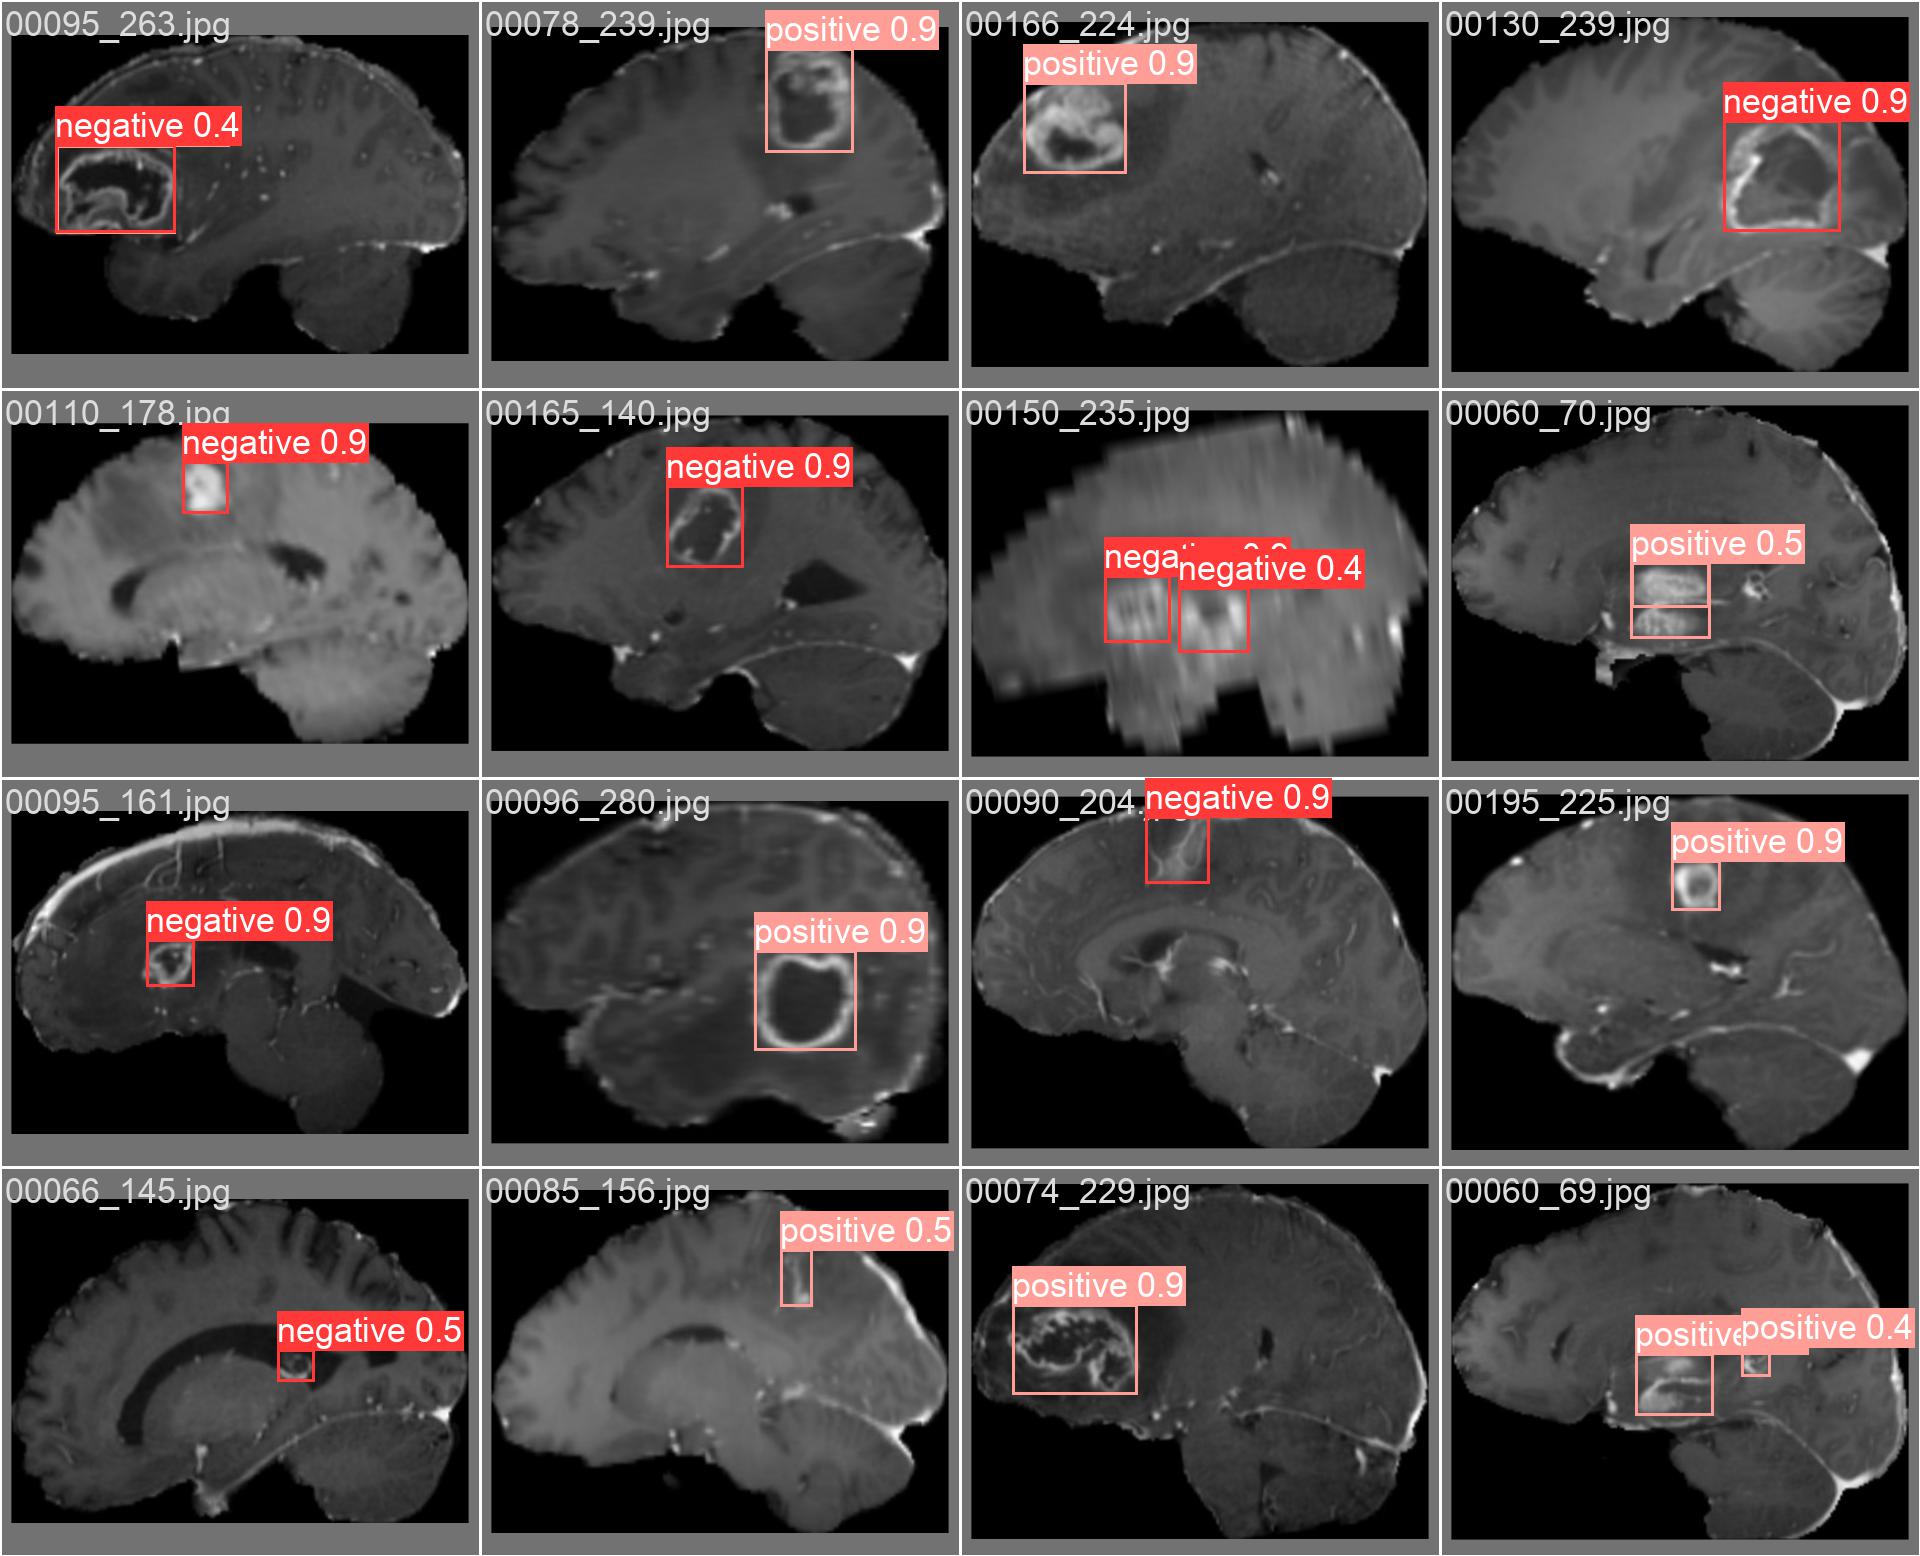 00095_263.jpg
negative 0.4
00078_239.jpg
positive 0.9
00166_224.jpg
positive 0.9
00130_239.jpg
negative 0.9
00110_178.jpg
negative 0.9
00165_140.jpg
negative 0.9
00150_235.jpg
negative 0.4
00060_70.jpg
positive 0.5
00095_161.jpg
negative 0.9
00096_280.jpg
positive 0.9
00090_204.jpg
negative 0.9
00195_225.jpg
positive 0.9
00066_145.jpg
negative 0.5
00085_156.jpg
positive 0.5
00074_229.jpg
positive 0.9
00060_69.jpg
positive
positive 0.4